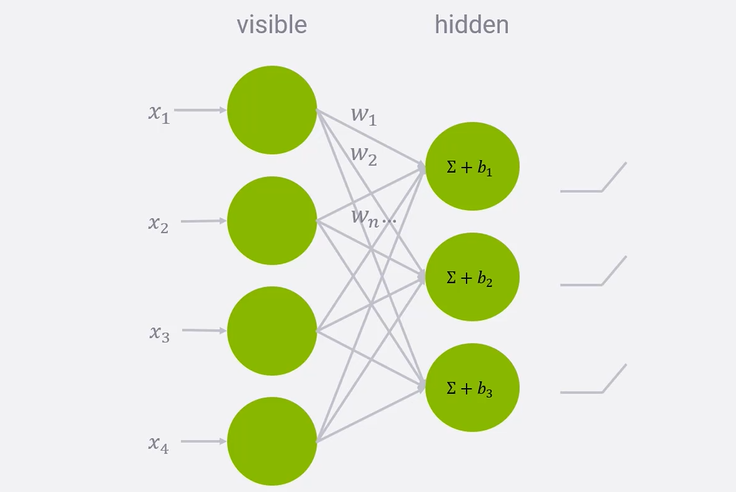 visible hidden
x₁ w₁
w₂
Σ + b₁
x₂ wₙ...
Σ + b₂
x₃
Σ + b₃
x₄